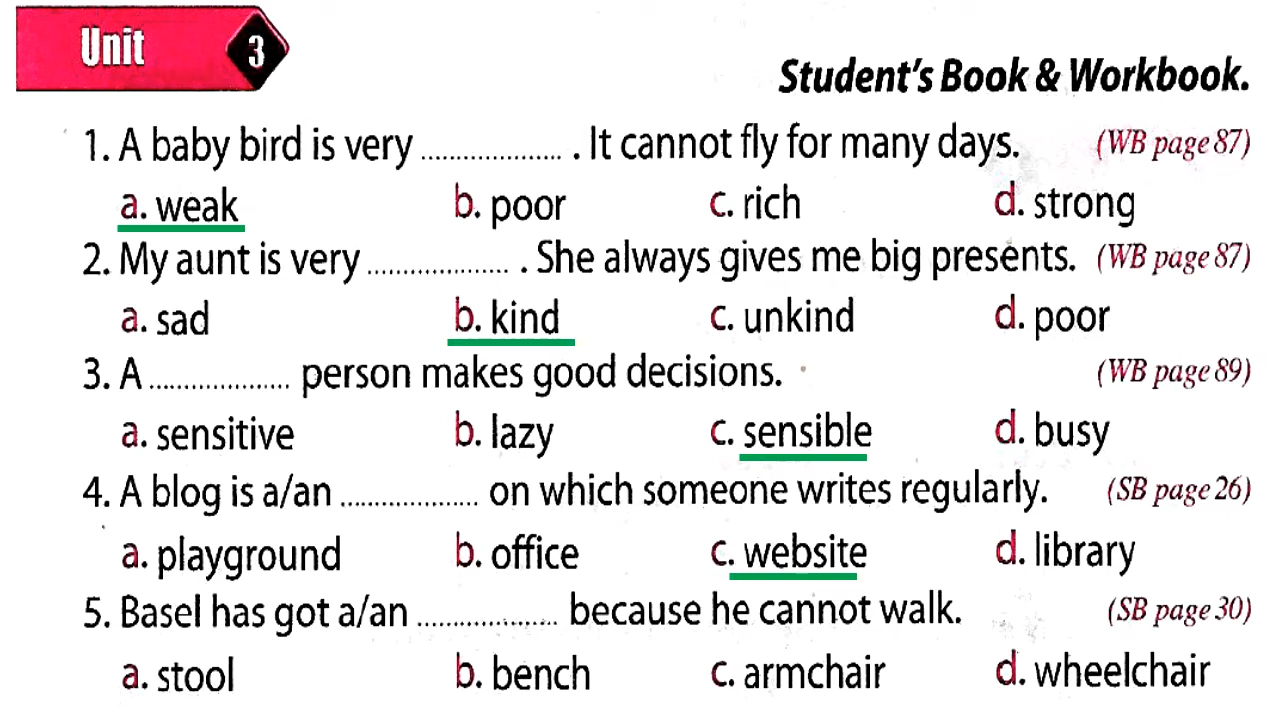 Unit 3
Student's Book & Workbook.
1. A baby bird is very .................... . It cannot fly for many days. (WB page 87)
a. weak b. poor c. rich d. strong
2. My aunt is very .................... . She always gives me big presents. (WB page 87)
a. sad b. kind c. unkind d. poor
3. A .................... person makes good decisions. (WB page 89)
a. sensitive b. lazy c. sensible d. busy
4. A blog is a/an .................... on which someone writes regularly. (SB page 26)
a. playground b. office c. website d. library
5. Basel has got a/an .................... because he cannot walk. (SB page 30)
a. stool b. bench c. armchair d. wheelchair